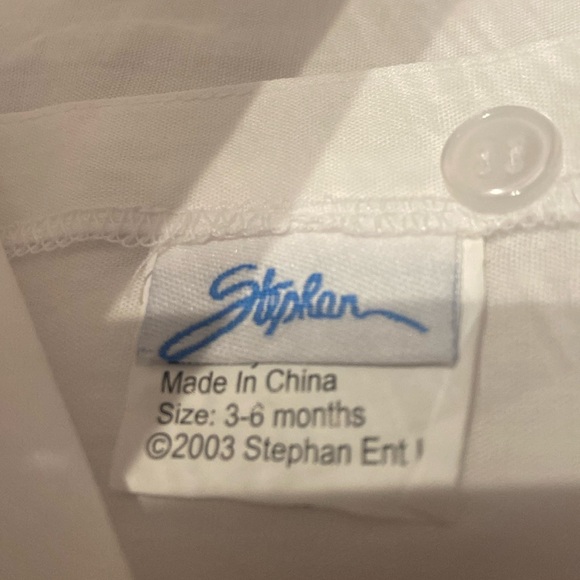 Stephan
Made In China
Size: 3-6 months
©2003 Stephan Ent